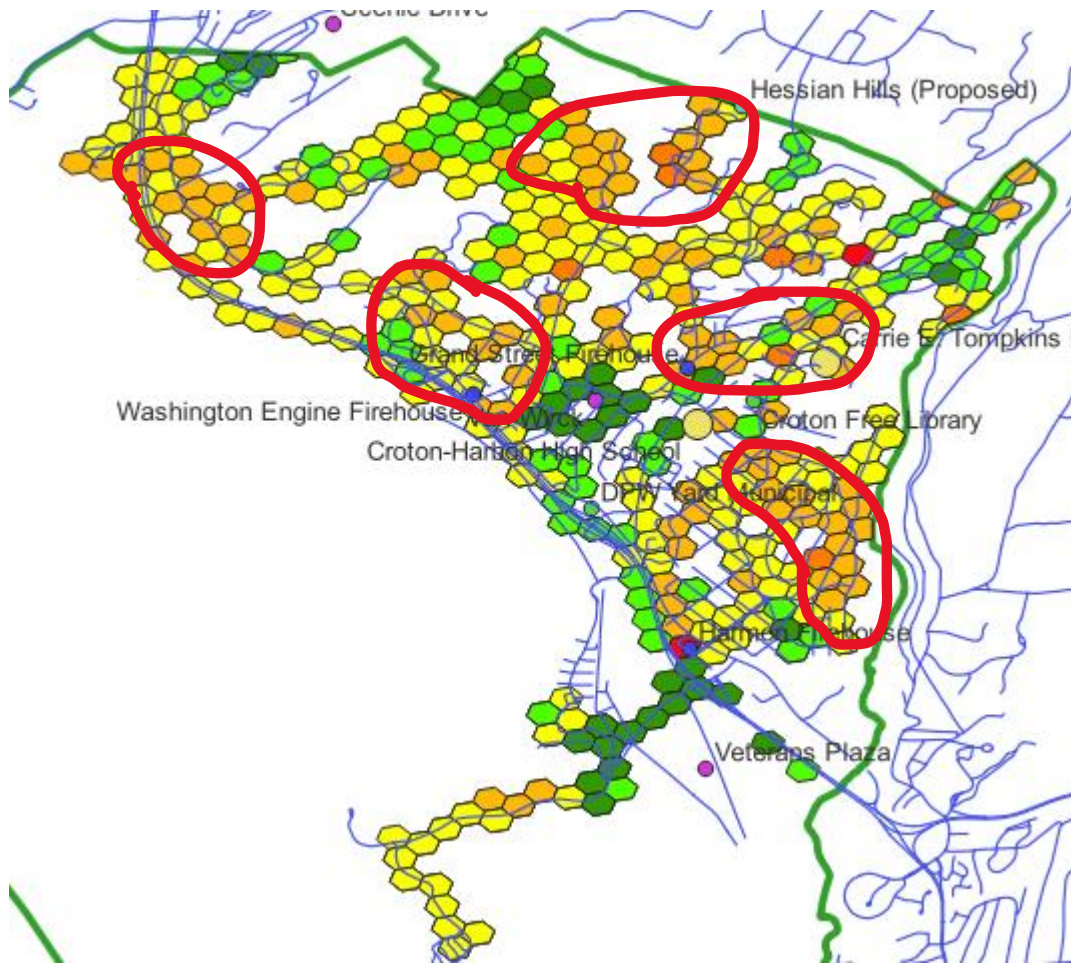 Scenic Drive
Hessian Hills (Proposed)
Carrie E. Tompkins
Grand Street Firehouse
Washington Engine Firehouse
Wyck
Croton Free Library
Croton-Harmon High School
DPW Yard Municipal
Harmon Firehouse
Veterans Plaza